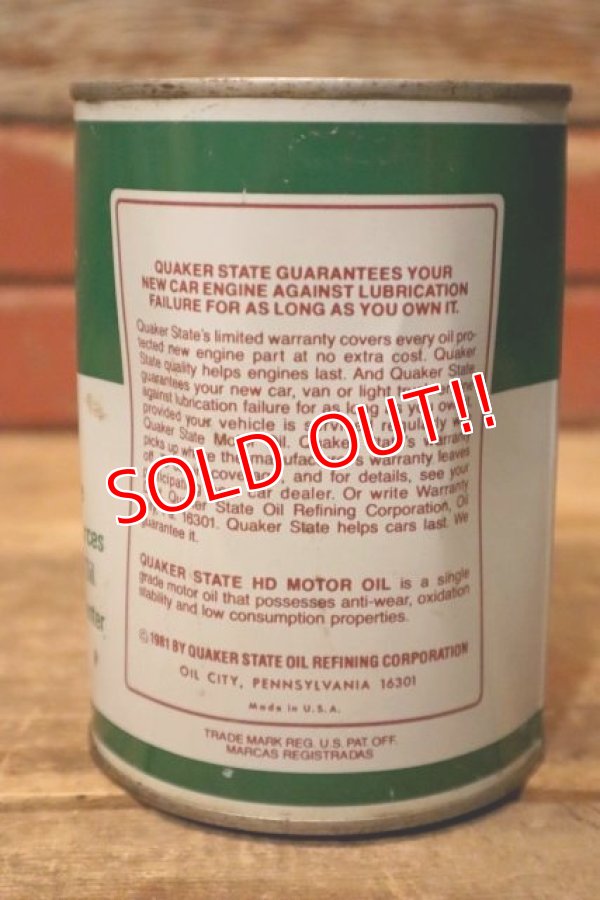 QUAKER STATE GUARANTEES YOUR
NEW CAR ENGINE AGAINST LUBRICATION
FAILURE FOR AS LONG AS YOU OWN IT.
Quaker State's limited warranty covers every oil pro-
tected new engine part at no extra cost. Quaker
State quality helps engines last. And Quaker State
guarantees your new car, van or light
against lubrication failure for as long as you own
provided your vehicle is regularly
Quaker State Quaker State's
picks up where the manufacturer's warranty leaves
off. coverage and for details, see your
participating car dealer. Or write Warranty
Quaker State Oil Refining Corporation, Oil
16301. Quaker State helps cars last. We
guarantee it.
QUAKER STATE HD MOTOR OIL is a single
grade motor oil that possesses anti-wear, oxidation
stability and low consumption properties.
© 1981 BY QUAKER STATE OIL REFINING CORPORATION
OIL CITY, PENNSYLVANIA 16301
Made in U.S.A.
TRADE MARK REG. U.S. PAT. OFF.
MARCAS REGISTRADAS
SOLD OUT!!